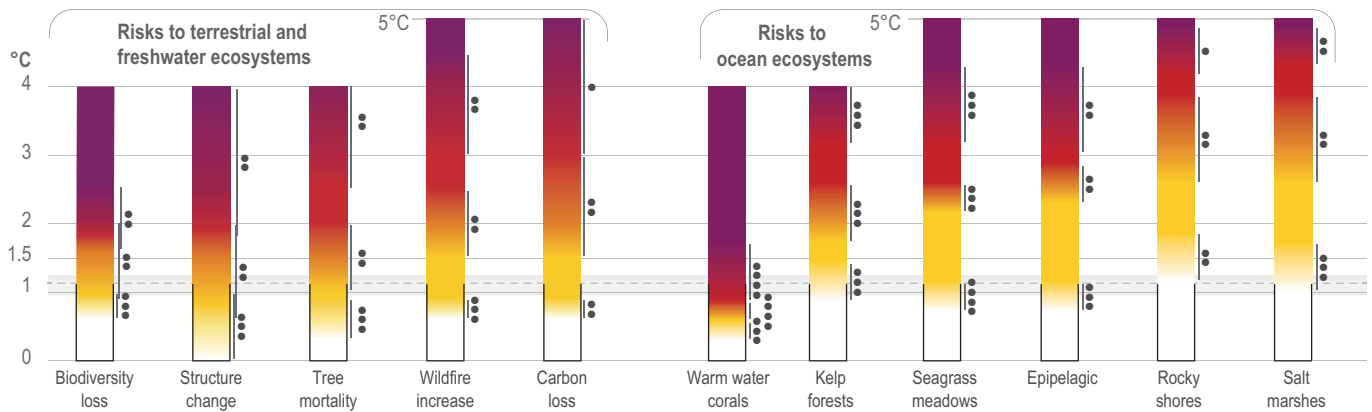 Risks to terrestrial and
freshwater ecosystems
5°C
Risks to
ocean ecosystems
5°C
°C
4
3
2
1.5
1
0
Biodiversity
loss
Structure
change
Tree
mortality
Wildfire
increase
Carbon
loss
Warm water
corals
Kelp
forests
Seagrass
meadows
Epipelagic
Rocky
shores
Salt
marshes